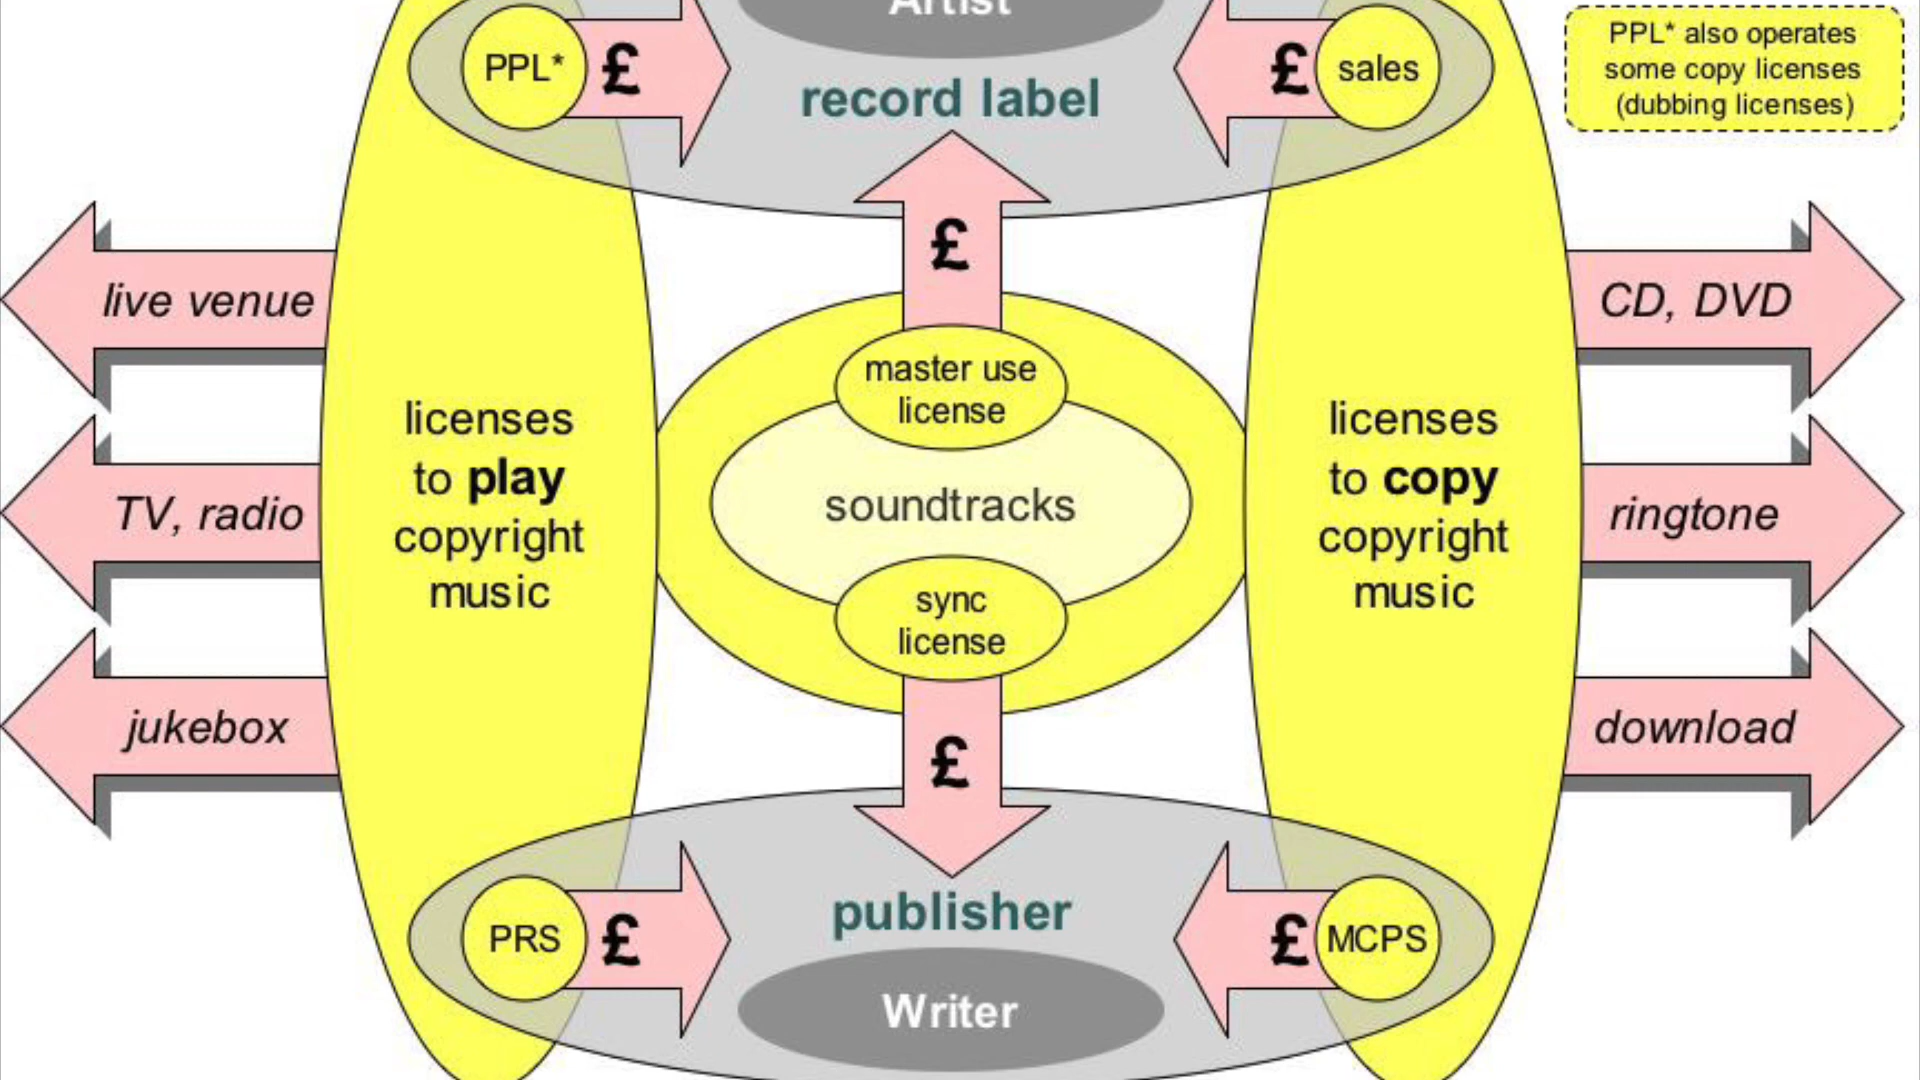 Artist
PPL*
£
record label
£
sales
PPL* also operates
some copy licenses
(dubbing licenses)
£
live venue
CD, DVD
master use
license
licenses
to play
copyright
music
licenses
to copy
copyright
music
soundtracks
TV, radio
ringtone
sync
license
jukebox
download
£
publisher
PRS
£
£
MCPS
Writer